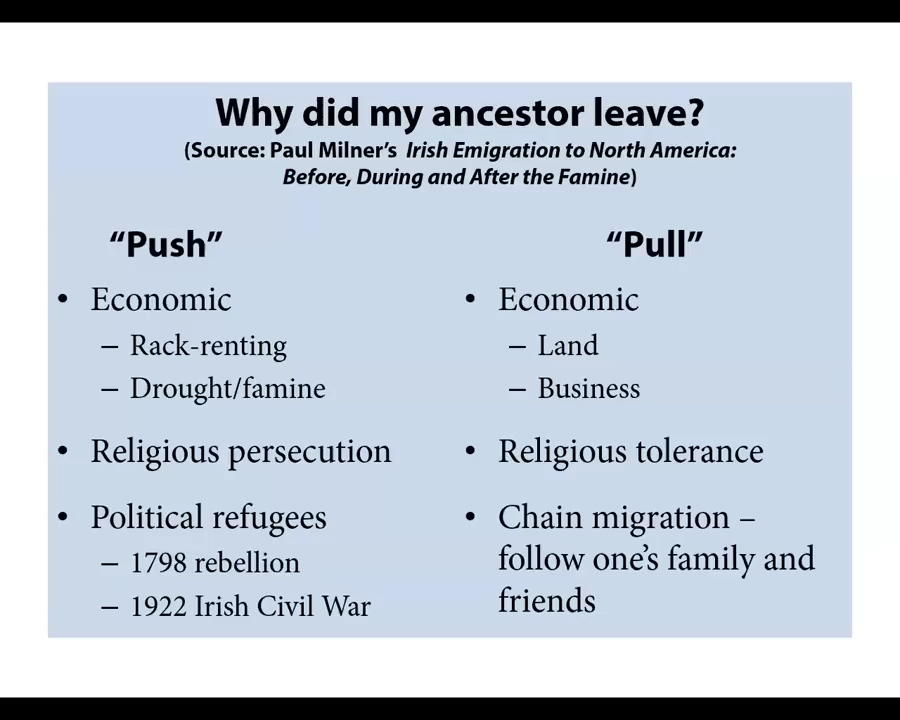 Why did my ancestor leave?
(Source: Paul Milner’s Irish Emigration to North America:
Before, During and After the Famine)
“Push”
• Economic
– Rack-renting
– Drought/famine
• Religious persecution
• Political refugees
– 1798 rebellion
– 1922 Irish Civil War
“Pull”
• Economic
– Land
– Business
• Religious tolerance
• Chain migration –
follow one’s family and
friends